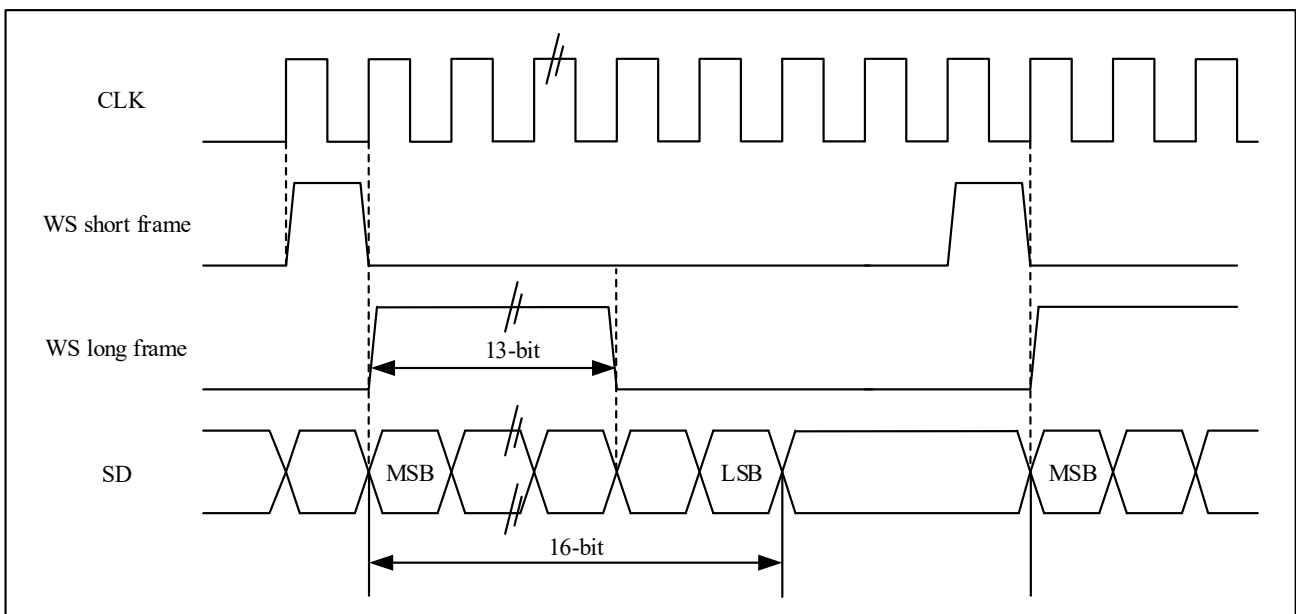 CLK
WS short frame
WS long frame
13-bit
SD
MSB
LSB
MSB
16-bit